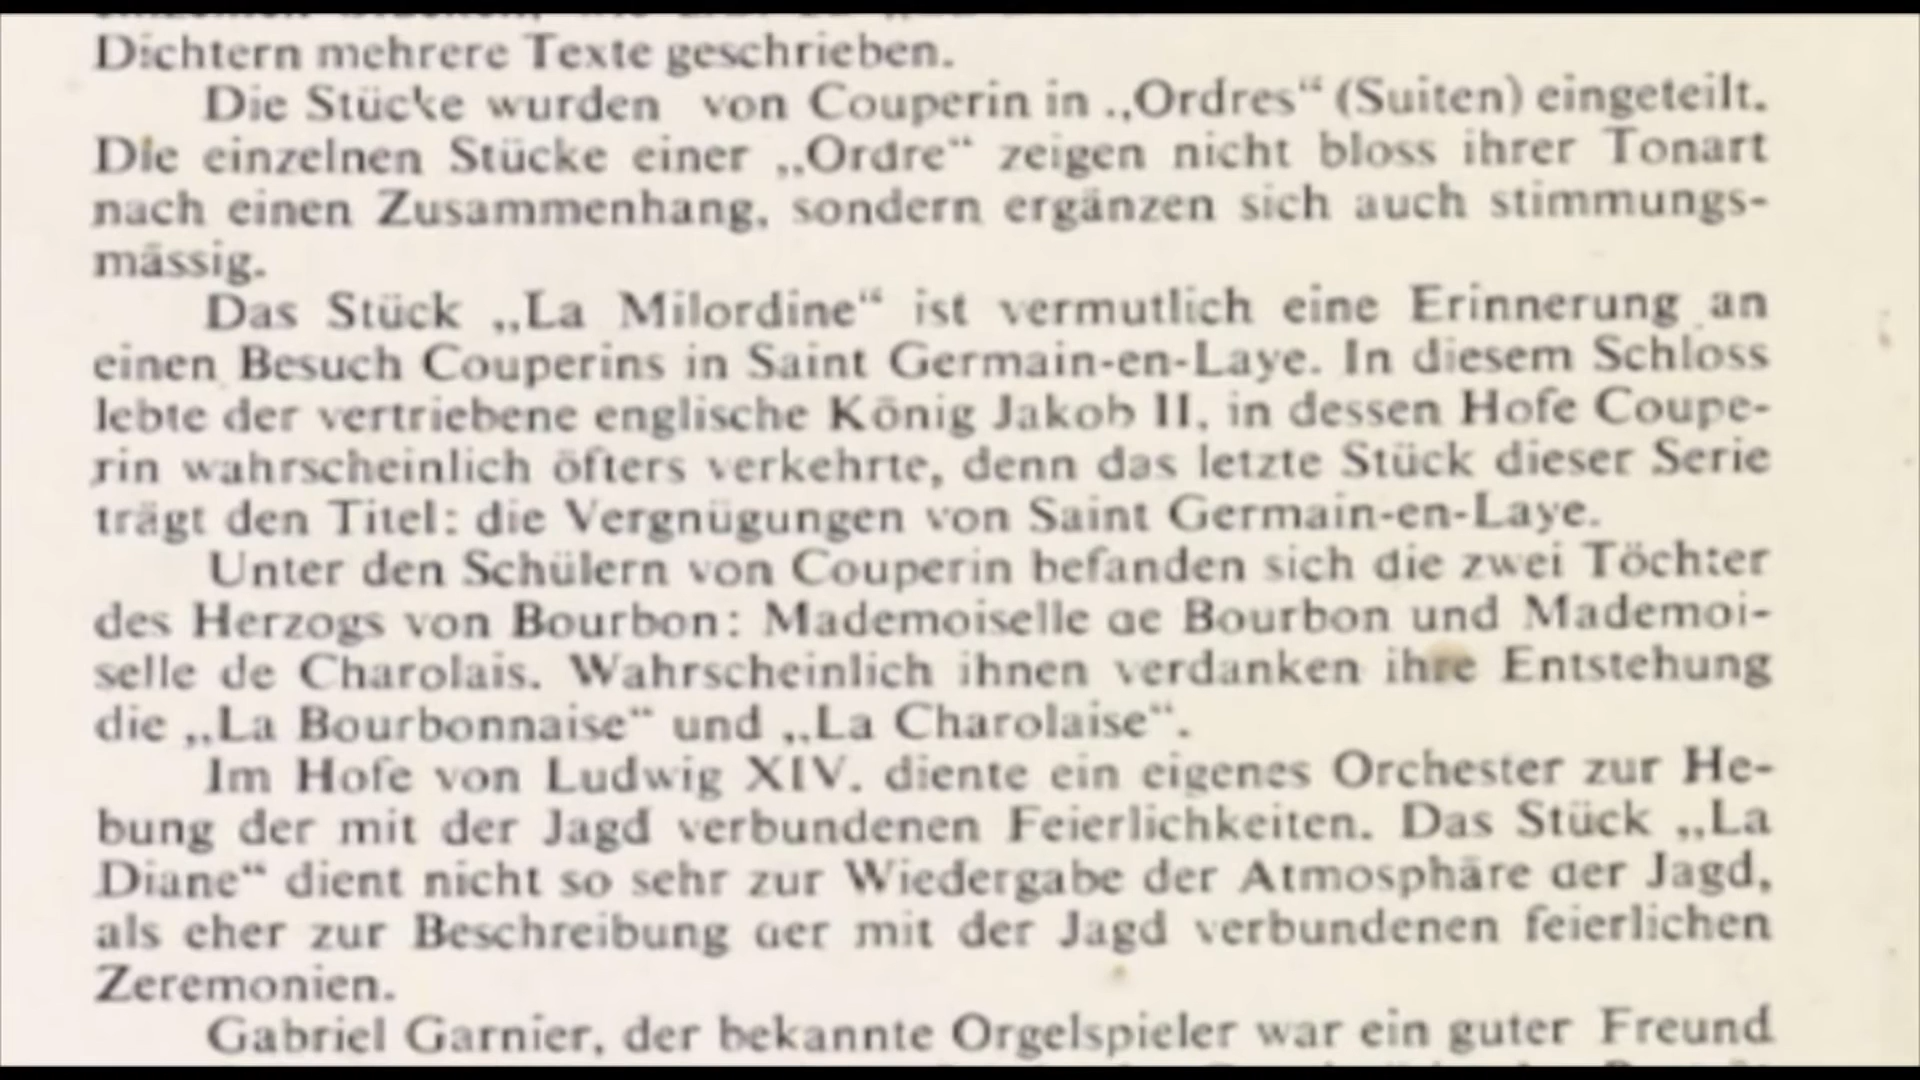 Dichtern mehrere Texte geschrieben.
Die Stücke wurden von Couperin in „Ordres“ (Suiten) eingeteilt.
Die einzelnen Stücke einer „Ordre“ zeigen nicht bloss ihrer Tonart
nach einen Zusammenhang, sondern ergänzen sich auch stimmungs-
mässig.
Das Stück „La Milordine“ ist vermutlich eine Erinnerung an
einen Besuch Couperins in Saint Germain-en-Laye. In diesem Schloss
lebte der vertriebene englische König Jakob II. in dessen Hofe Coupe-
rin wahrscheinlich öfters verkehrte, denn das letzte Stück dieser Serie
trägt den Titel: die Vergnügungen von Saint Germain-en-Laye.
Unter den Schülern von Couperin befanden sich die zwei Töchter
des Herzogs von Bourbon: Mademoiselle de Bourbon und Mademoi-
selle de Charolais. Wahrscheinlich ihnen verdanken ihre Entstehung
die „La Bourbonnaise“ und „La Charolaise“.
Im Hofe von Ludwig XIV. diente ein eigenes Orchester zur He-
bung der mit der Jagd verbundenen Feierlichkeiten. Das Stück „La
Diane“ dient nicht so sehr zur Wiedergabe der Atmosphäre der Jagd,
als eher zur Beschreibung der mit der Jagd verbundenen feierlichen
Zeremonien.
Gabriel Garnier, der bekannte Orgelspieler war ein guter Freund